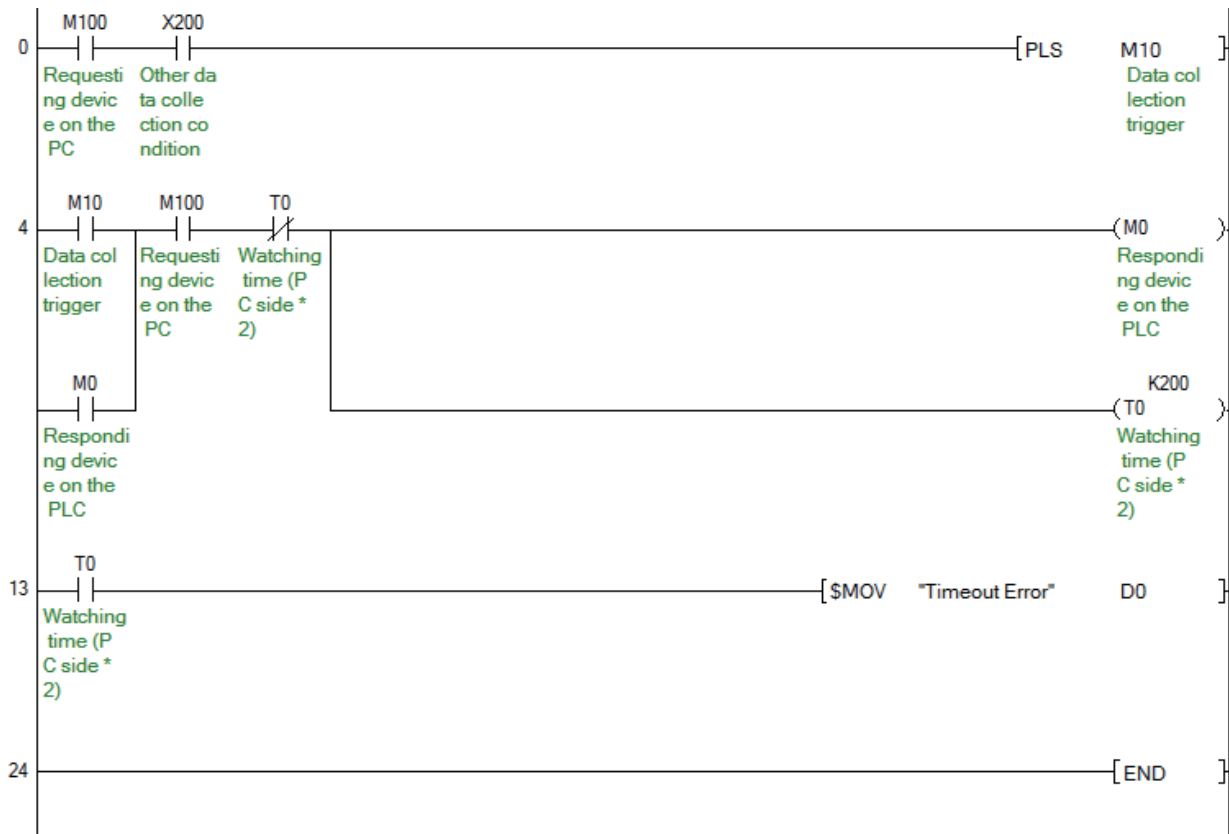 M100 X200
0 [PLS M10 ]
Requesti Other da Data col
ng devic ta colle lection
e on the ction co trigger
PC ndition
M10 M100 T0
4 (M0 )
Data col Requesti Watching Respondi
lection ng devic time (P ng devic
trigger e on the C side * e on the
PC 2) PLC
M0 K200
(T0 )
Respondi Watching
ng devic time (P
e on the C side *
PLC 2)
T0
13 [$MOV "Timeout Error" D0 ]
Watching
time (P
C side *
2)
24 [END ]